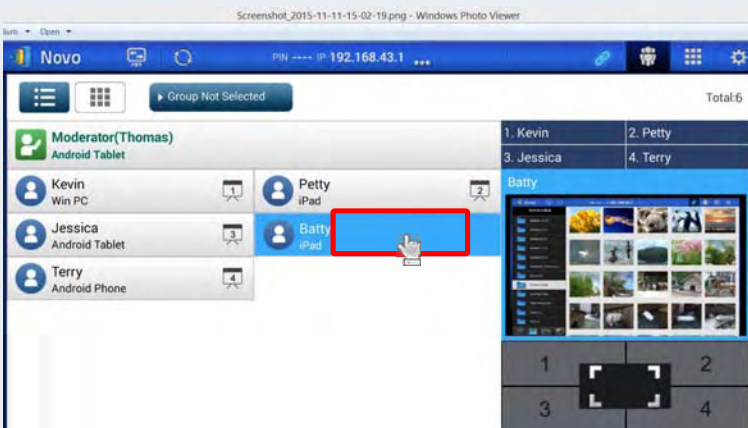 Screenshot_2015-11-11-15-02-19.png - Windows Photo Viewer
Open
Novo PIN ---- IP 192.168.43.1 ...
Group Not Selected Total:6
Moderator(Thomas)
Android Tablet
Kevin 1
Win PC
Petty 2
iPad
Jessica 3
Android Tablet
Batty
iPad
Terry 4
Android Phone
1. Kevin 2. Petty
3. Jessica 4. Terry
Batty
1 2
3 4